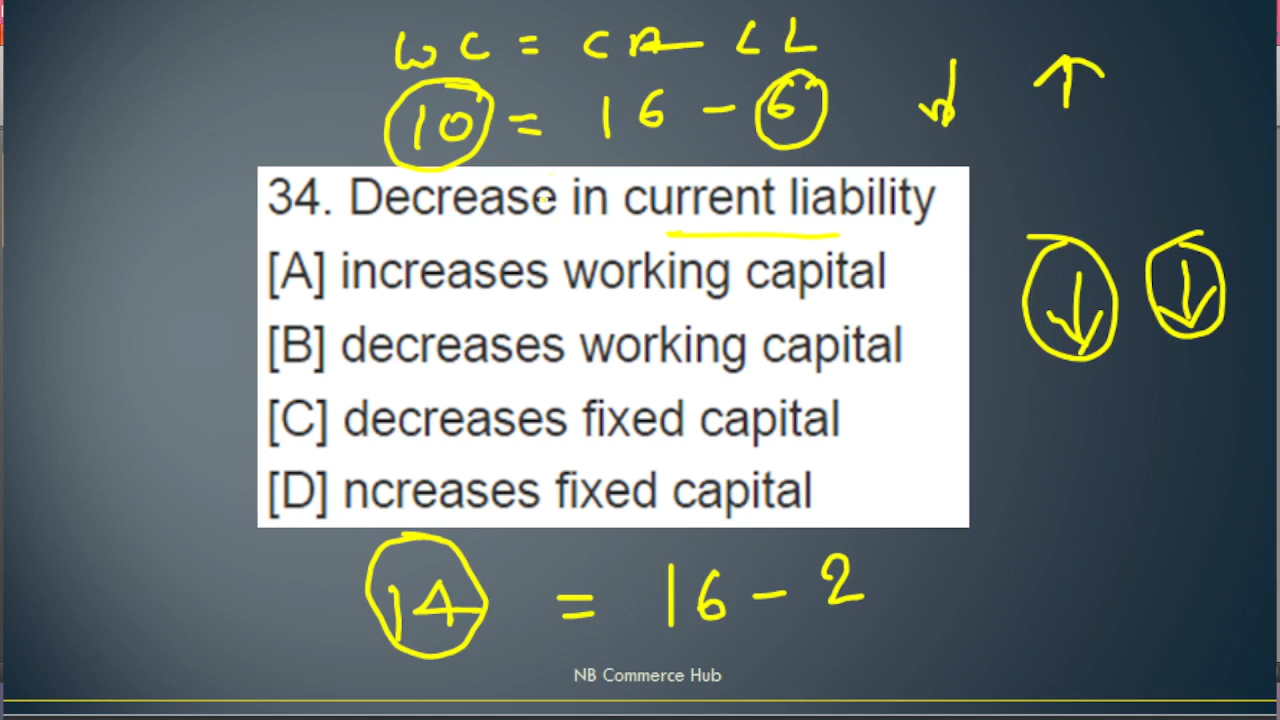 WC = CA - CL
10 = 16 - 6
34. Decrease in current liability
[A] increases working capital
[B] decreases working capital
[C] decreases fixed capital
[D] ncreases fixed capital
14 = 16 - 2
NB Commerce Hub